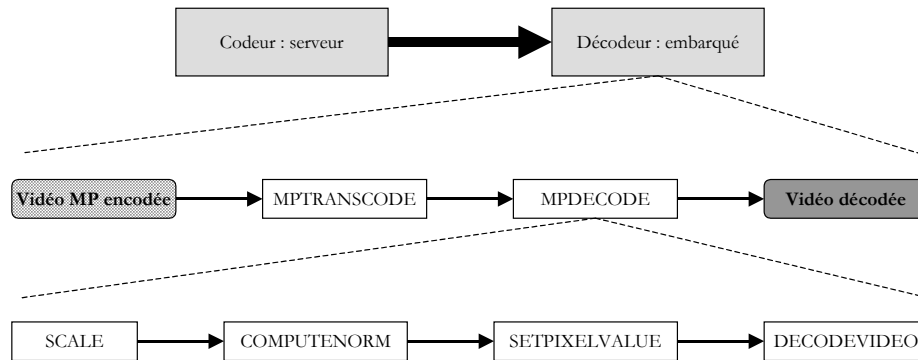 Codeur : serveur
Décodeur : embarqué
Vidéo MP encodée
MPTRANSCODE
MPDECODE
Vidéo décodée
SCALE
COMPUTENORM
SETPIXELVALUE
DECODEVIDEO